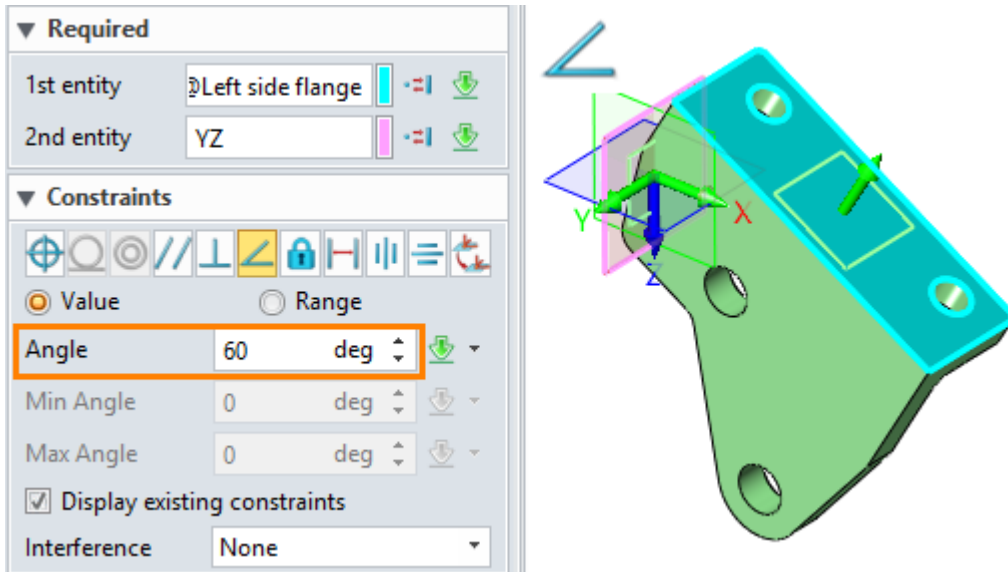 Required
1st entity
Left side flange
2nd entity
YZ
Constraints
Value
Range
Angle
60 deg
Min Angle
0 deg
Max Angle
0 deg
Display existing constraints
Interference
None
X
Y
Z